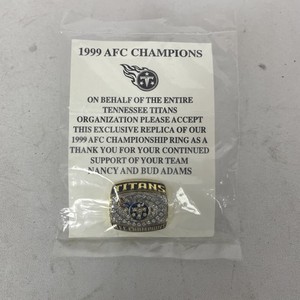 1999 AFC CHAMPIONS
ON BEHALF OF THE ENTIRE
TENNESSEE TITANS
ORGANIZATION PLEASE ACCEPT
THIS EXCLUSIVE REPLICA OF OUR
1999 AFC CHAMPIONSHIP RING AS A
THANK YOU FOR YOUR CONTINUED
SUPPORT OF YOUR TEAM
NANCY AND BUD ADAMS
TITANS